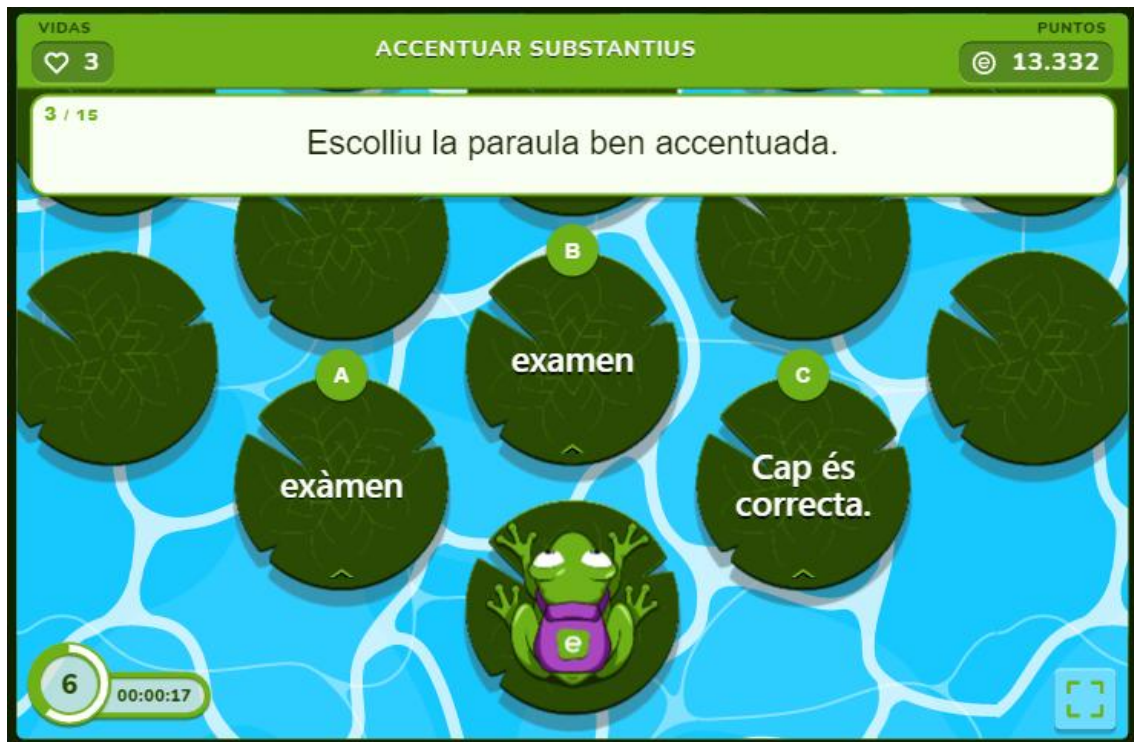 VIDAS
3
ACCENTUAR SUBSTANTIUS
PUNTOS
e 13.332
3 / 15
Escolliu la paraula ben accentuada.
B
examen
A
exàmen
C
Cap és
correcta.
e
6
00:00:17